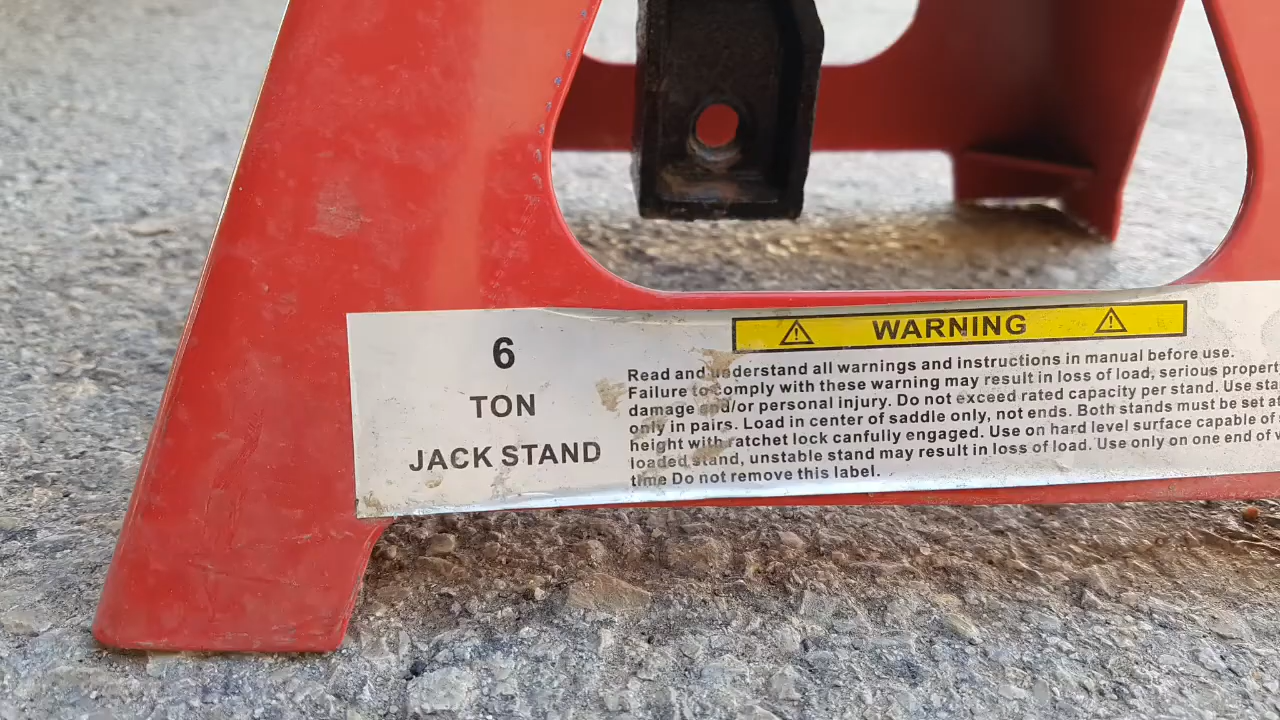 6
TON
JACK STAND
WARNING
Read and understand all warnings and instructions in manual before use.
Failure to comply with these warning may result in loss of load, serious property
damage and/or personal injury. Do not exceed rated capacity per stand. Use
only in pairs. Load in center of saddle only, not ends. Both stands must be set
height with ratchet lock canfully engaged. Use on hard level surface capable of
loaded stand, unstable stand may result in loss of load. Use only on one end of
time Do not remove this label.